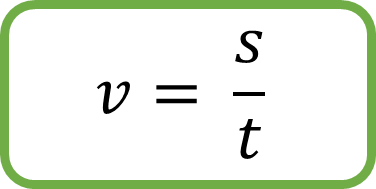 v = s/t